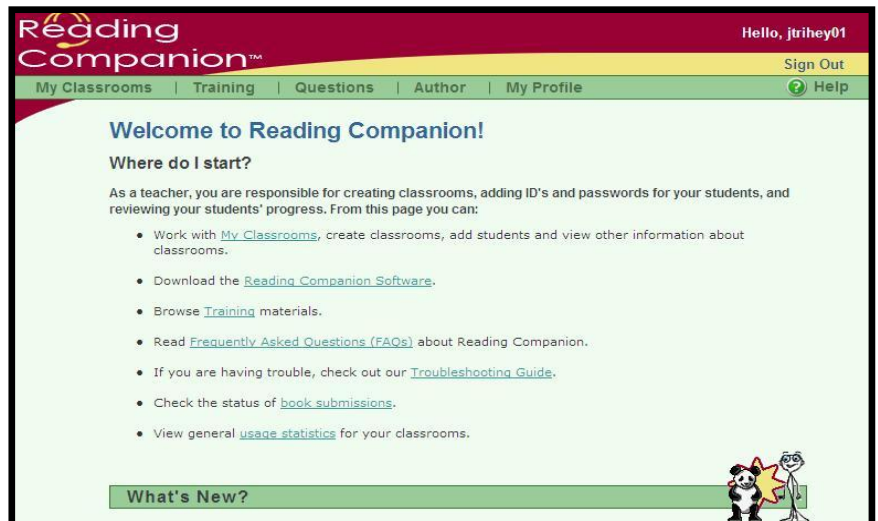 Reading
Companion™
Hello, jtrihey01
Sign Out
My Classrooms | Training | Questions | Author | My Profile
? Help
Welcome to Reading Companion!
Where do I start?
As a teacher, you are responsible for creating classrooms, adding ID's and passwords for your students, and
reviewing your students' progress. From this page you can:
• Work with My Classrooms, create classrooms, add students and view other information about
classrooms.
• Download the Reading Companion Software.
• Browse Training materials.
• Read Frequently Asked Questions (FAQs) about Reading Companion.
• If you are having trouble, check out our Troubleshooting Guide.
• Check the status of book submissions.
• View general usage statistics for your classrooms.
What's New?